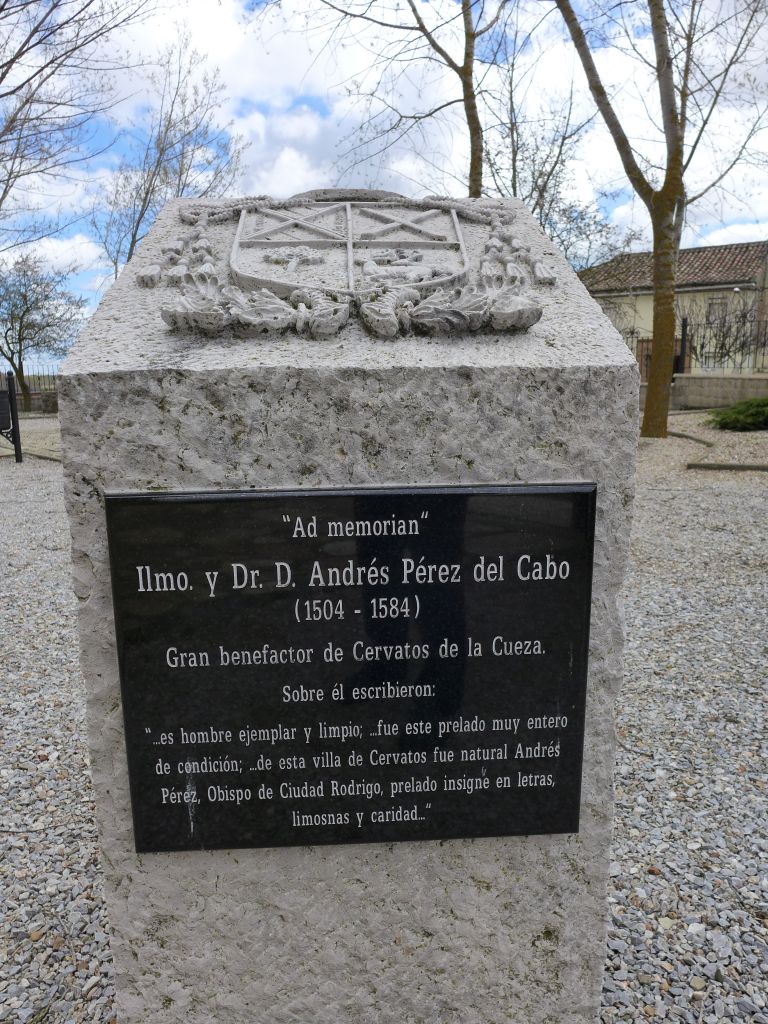 "Ad memorian"
Ilmo. y Dr. D. Andrés Pérez del Cabo
(1504 - 1584)
Gran benefactor de Cervatos de la Cueza.
Sobre él escribieron:
"...es hombre ejemplar y limpio; ...fue este prelado muy entero
de condición; ...de esta villa de Cervatos fue natural Andrés
Pérez, Obispo de Ciudad Rodrigo, prelado insigne en letras,
limosnas y caridad..."